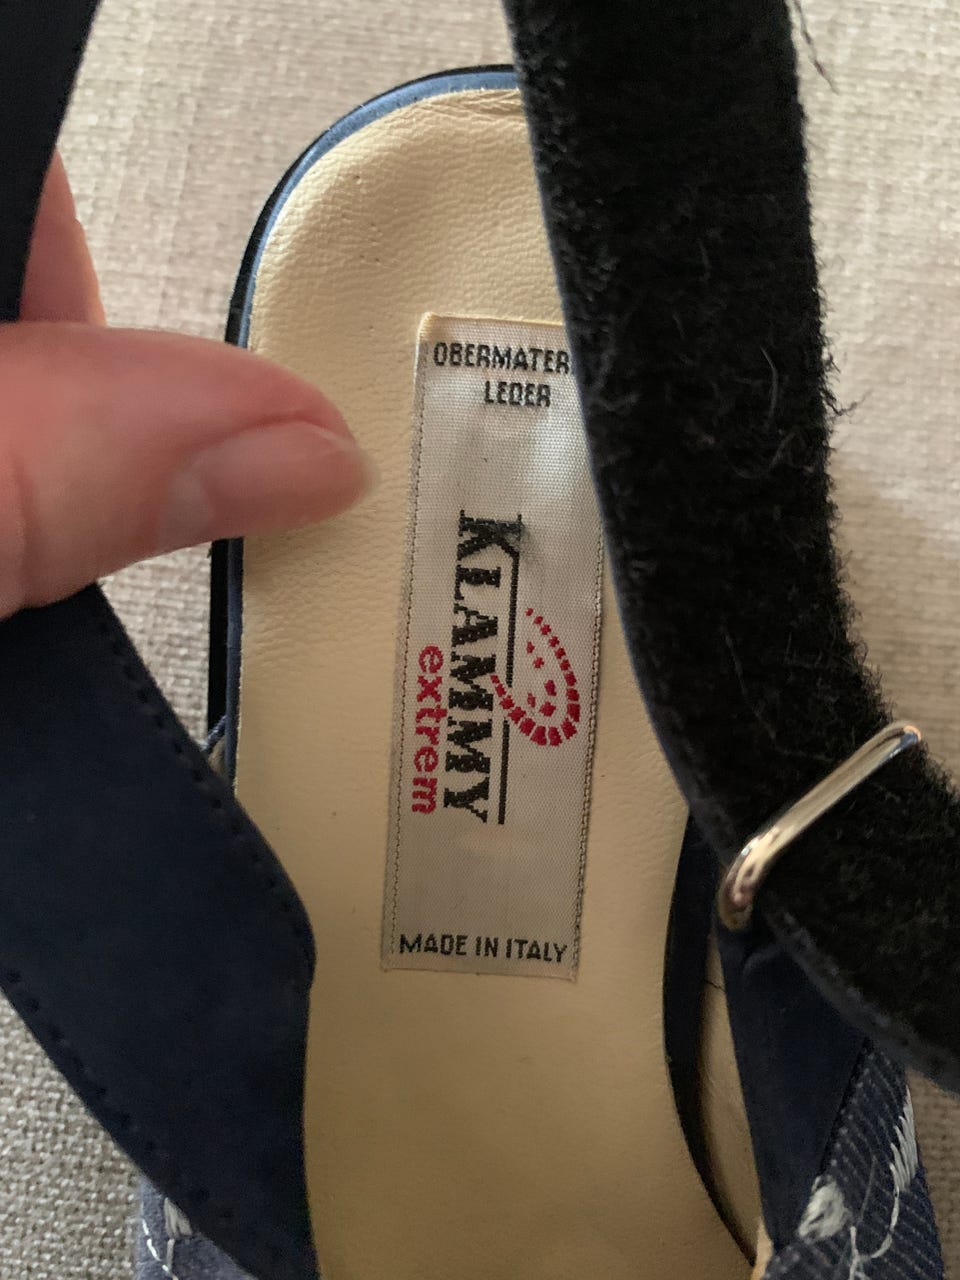 OBERMATER
LEDER
KLAMMY
extrem
MADE IN ITALY